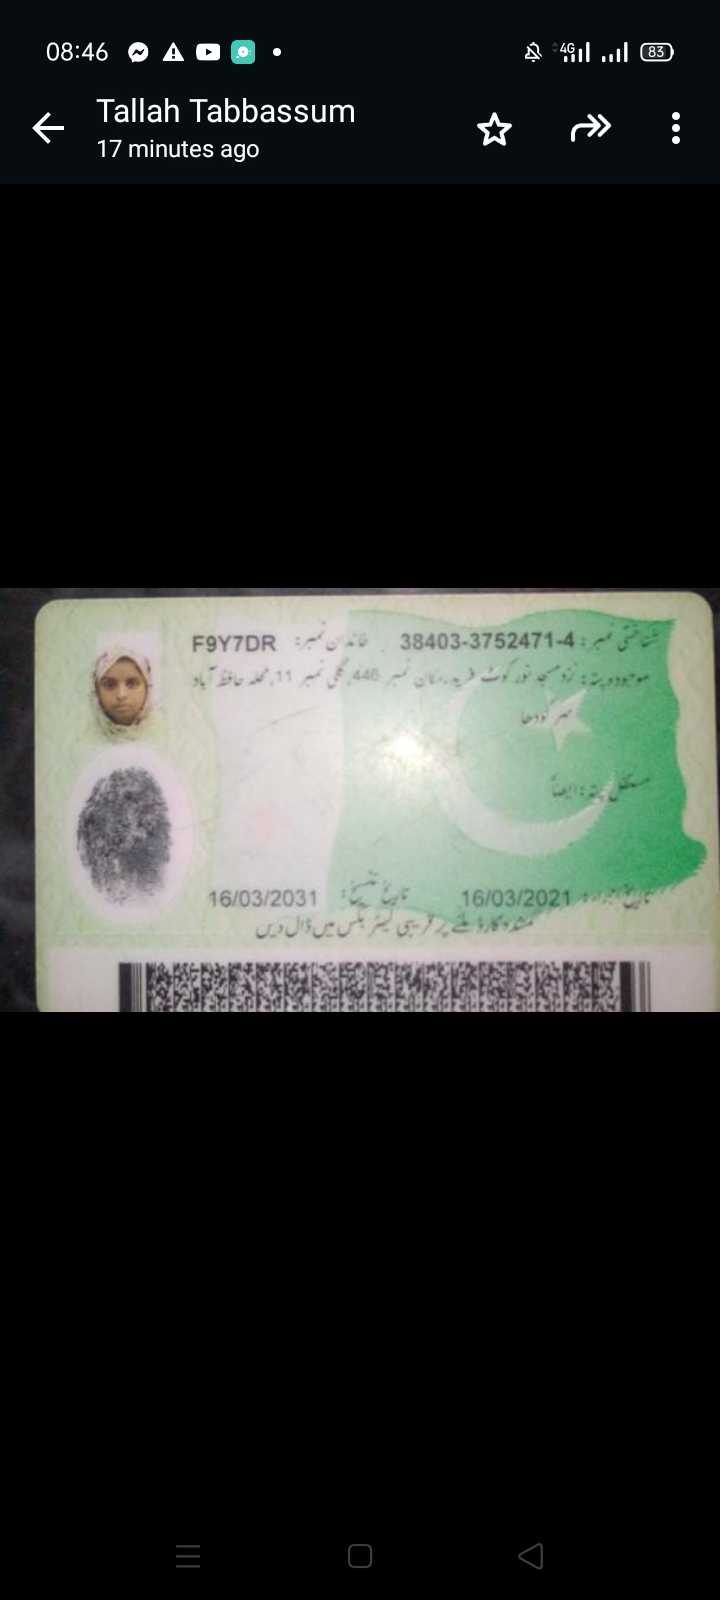 08:46
4G
83
Tallah Tabbassum
17 minutes ago
شناختی نمبر: 38403-3752471-4 خاندان نمبر: F9Y7DR
موجودہ پتہ: نزد مسجد نور کوٹ فرید، مکان نمبر 446، گلی نمبر 11، محلہ حافظ آباد
سرگودھا
مستقل پتہ: ایضاً
تاریخ اجراء: 16/03/2021 تاریخ تنسیخ: 16/03/2031
گمشدہ کارڈ ملنے پر قریبی لیٹر بکس میں ڈال دیں